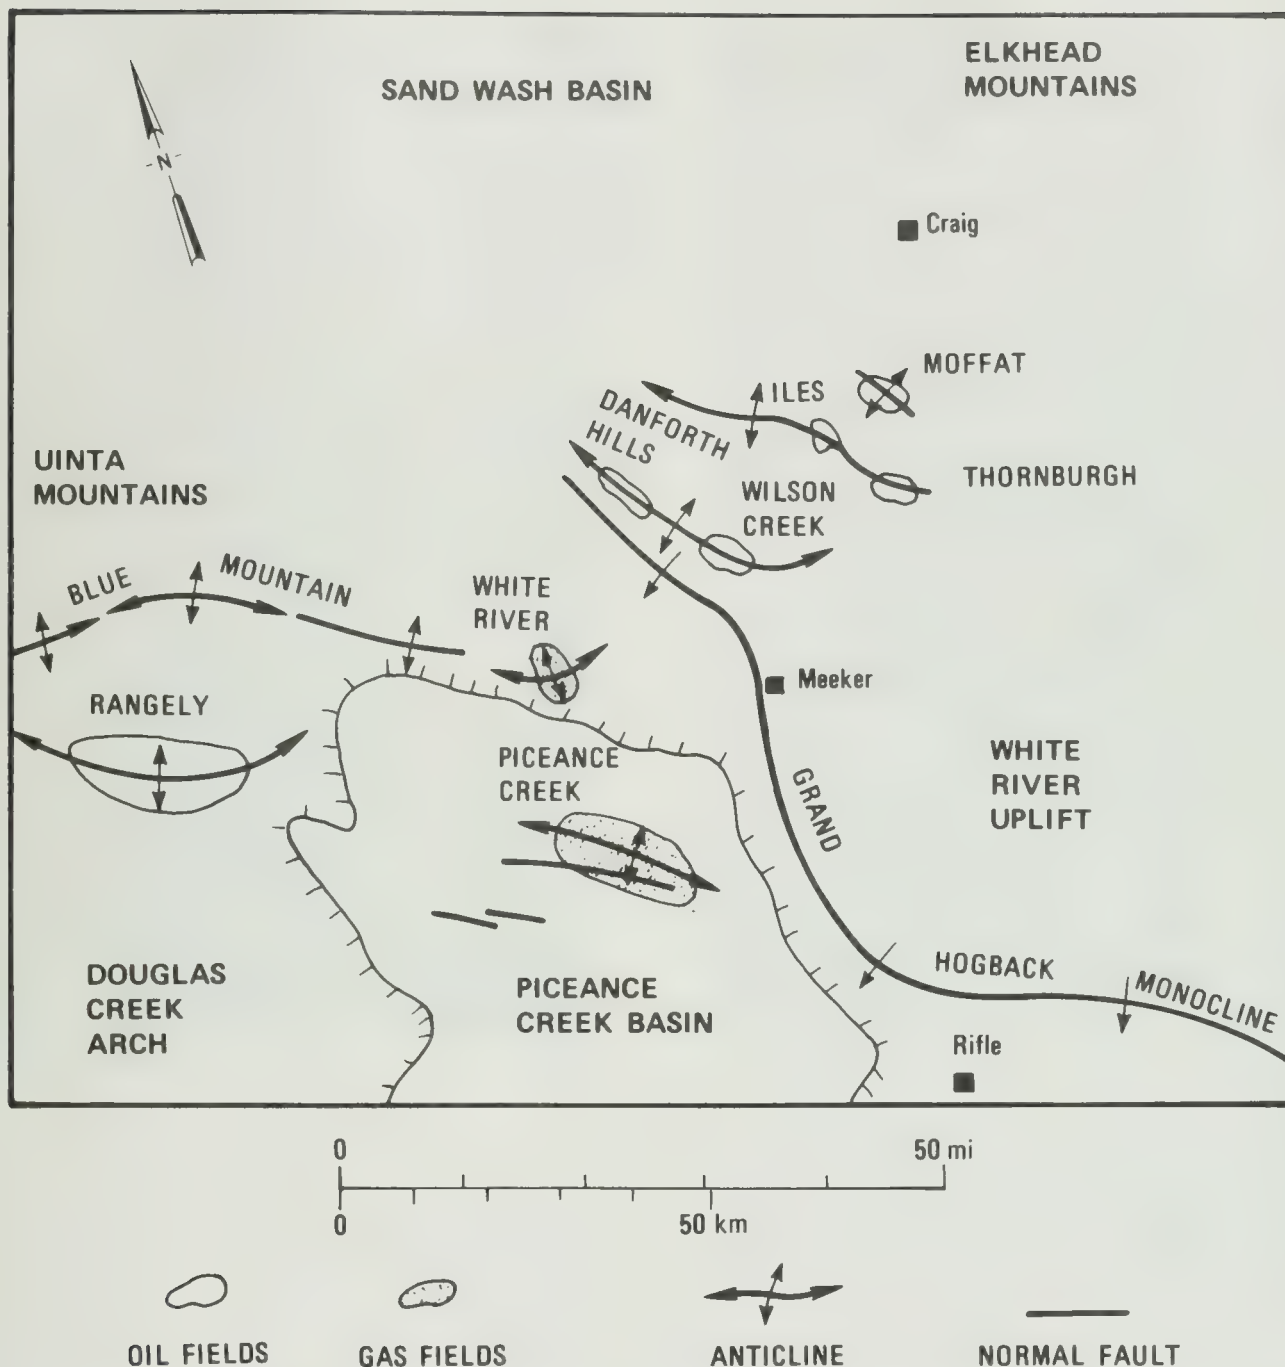 SAND WASH BASIN
ELKHEAD
MOUNTAINS
N
Craig
MOFFAT
ILES
DANFORTH
HILLS
THORNBURGH
WILSON
CREEK
UINTA
MOUNTAINS
BLUE MOUNTAIN
WHITE
RIVER
Meeker
RANGELY
PICEANCE
CREEK
WHITE
RIVER
UPLIFT
GRAND HOGBACK MONOCLINE
DOUGLAS
CREEK
ARCH
PICEANCE
CREEK BASIN
Rifle
0 50 mi
0 50 km
OIL FIELDS
GAS FIELDS
ANTICLINE
NORMAL FAULT